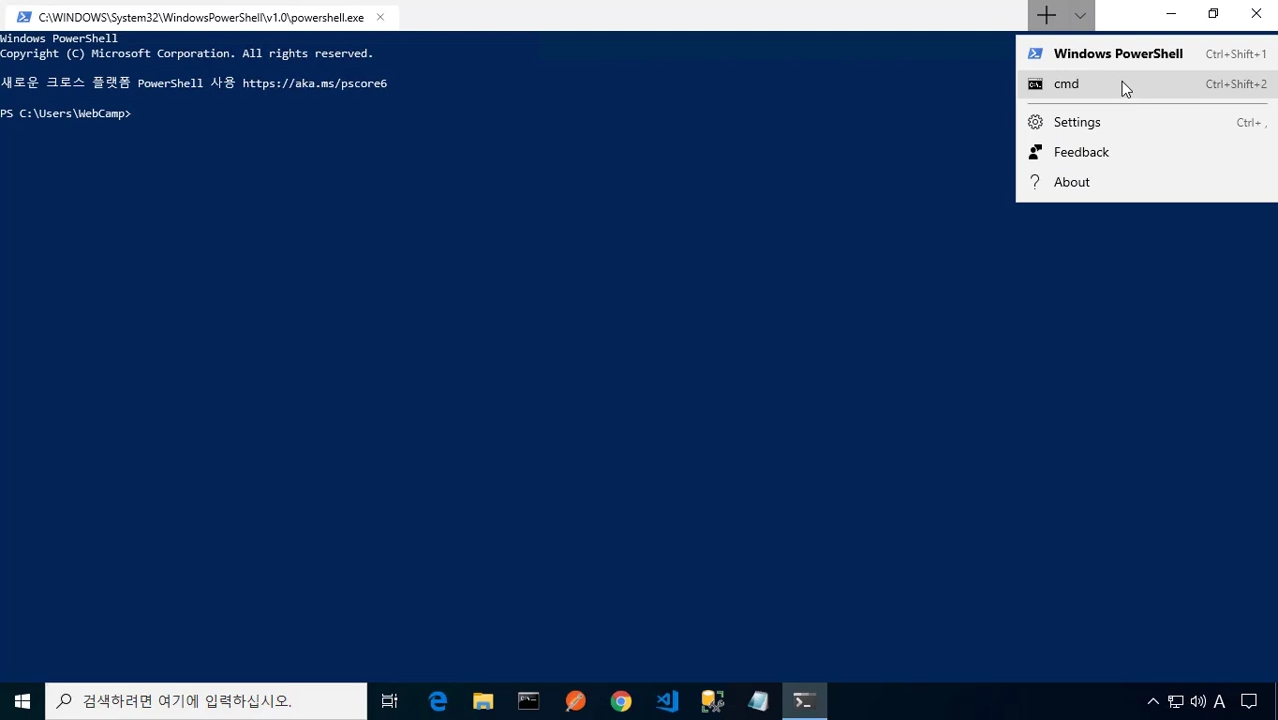 C:\WINDOWS\System32\WindowsPowerShell\v1.0\powershell.exe
Windows PowerShell
Copyright (C) Microsoft Corporation. All rights reserved.
새로운 크로스 플랫폼 PowerShell 사용 https://aka.ms/pscore6
PS C:\Users\WebCamp>
Windows PowerShell Ctrl+Shift+1
cmd Ctrl+Shift+2
Settings Ctrl+ ,
Feedback
About
검색하려면 여기에 입력하십시오.
A